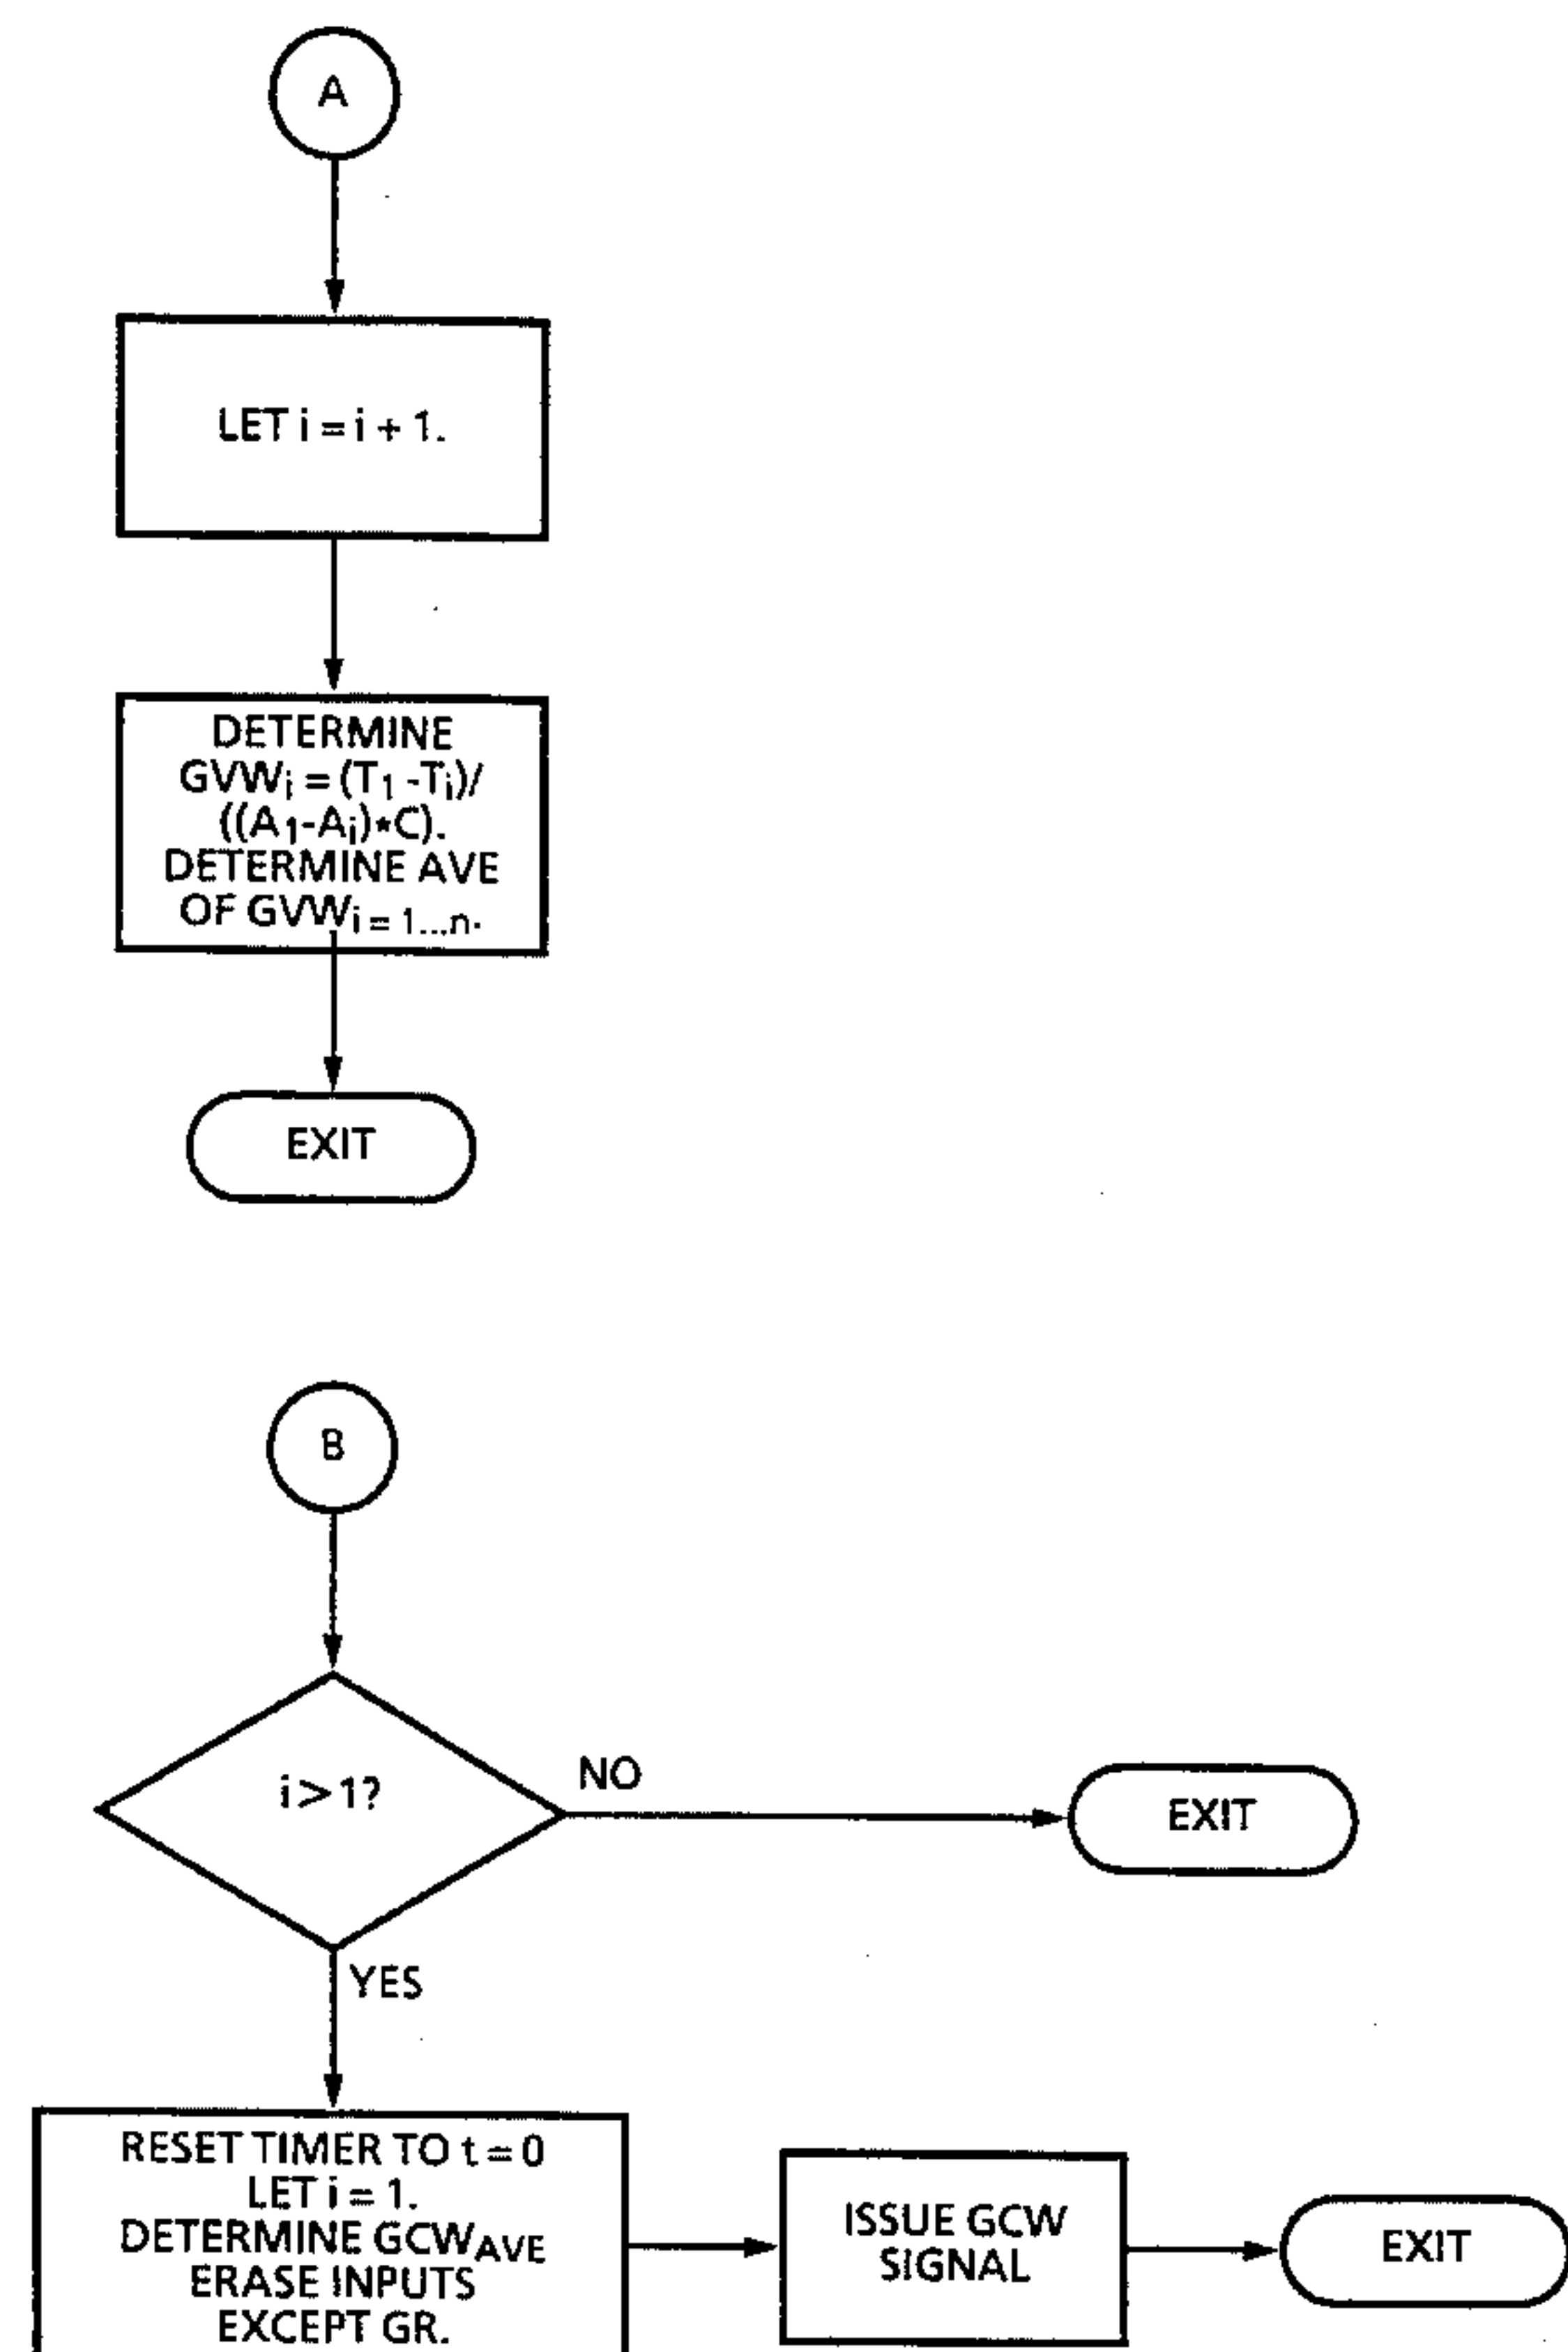 A
LET i = i + 1.
DETERMINE
GVWi = (T1 -Ti)/
((A1-Ai)*C).
DETERMINE AVE
OF GVWi = 1...n.
EXIT
B
i > 1?
NO
EXIT
YES
RESET TIMER TO t = 0
LET i = 1.
DETERMINE GCWAVE
ERASE INPUTS
EXCEPT GR.
ISSUE GCW
SIGNAL
EXIT